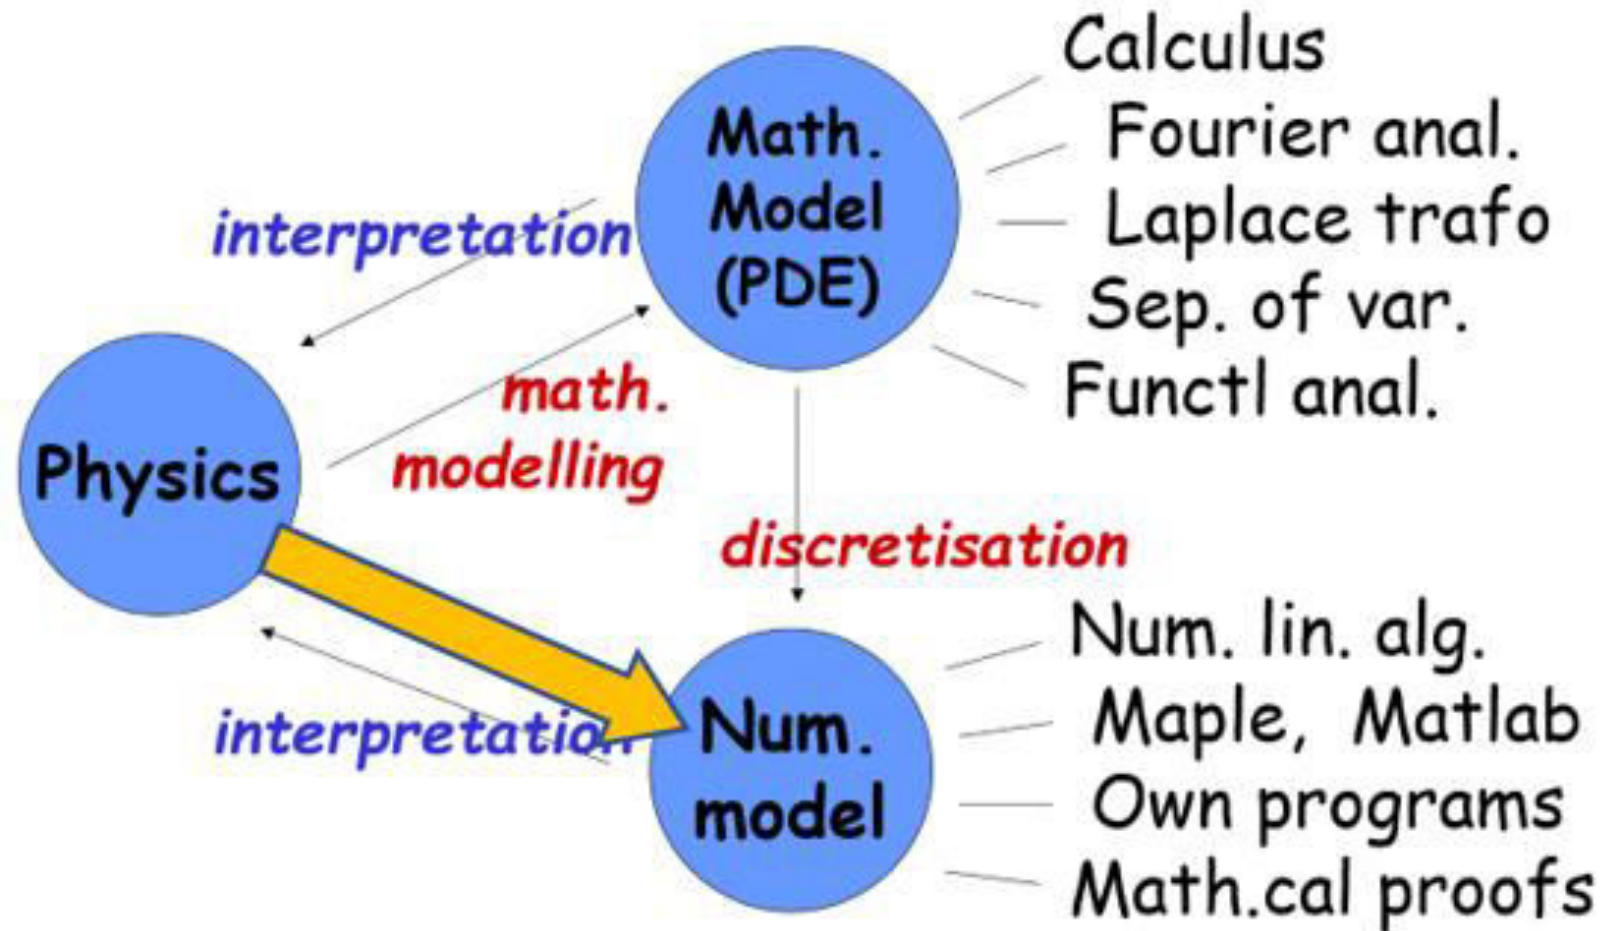 Calculus
Math.
Model
(PDE)
Fourier anal.
Laplace trafo
Sep. of var.
Functl anal.
interpretation
math.
modelling
Physics
discretisation
interpretation
Num.
model
Num. lin. alg.
Maple, Matlab
Own programs
Math.cal proofs